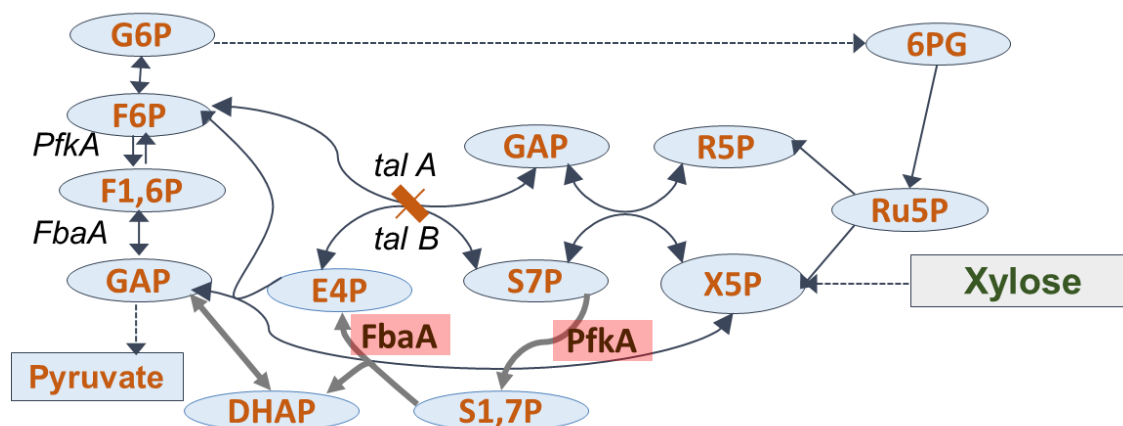 G6P
6PG
F6P
PfkA
tal A
GAP
R5P
F1,6P
Ru5P
FbaA
tal B
GAP
E4P
S7P
X5P
Xylose
FbaA
PfkA
Pyruvate
DHAP
S1,7P